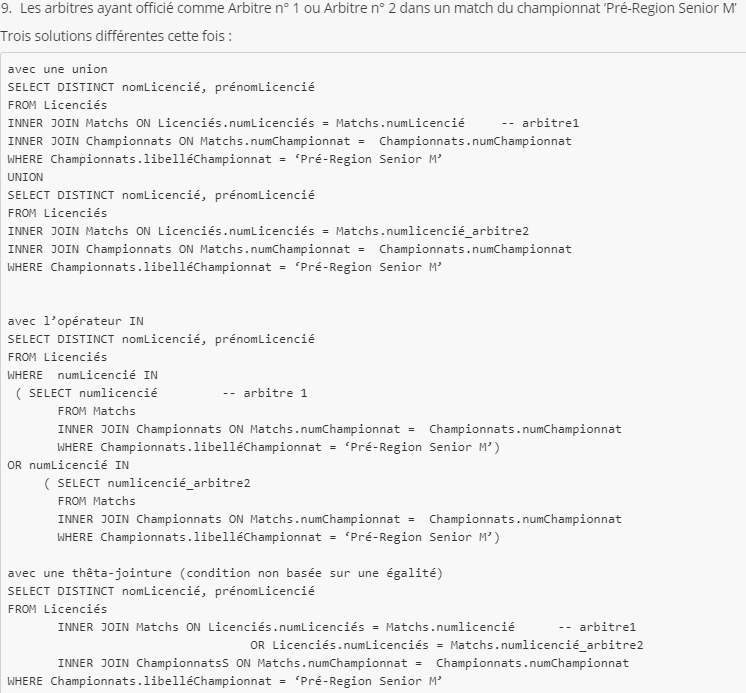 9. Les arbitres ayant officié comme Arbitre n° 1 ou Arbitre n° 2 dans un match du championnat ‘Pré-Region Senior M’
Trois solutions différentes cette fois :
avec une union
SELECT DISTINCT nomLicencié, prénomLicencié
FROM Licenciés
INNER JOIN Matchs ON Licenciés.numLicenciés = Matchs.numLicencié     -- arbitre1
INNER JOIN Championnats ON Matchs.numChampionnat =  Championnats.numChampionnat
WHERE Championnats.libelléChampionnat = ‘Pré-Region Senior M’
UNION
SELECT DISTINCT nomLicencié, prénomLicencié
FROM Licenciés
INNER JOIN Matchs ON Licenciés.numLicenciés = Matchs.numlicencié_arbitre2
INNER JOIN Championnats ON Matchs.numChampionnat =  Championnats.numChampionnat
WHERE Championnats.libelléChampionnat = ‘Pré-Region Senior M’
avec l’opérateur IN
SELECT DISTINCT nomLicencié, prénomLicencié
FROM Licenciés
WHERE  numLicencié IN
( SELECT numlicencié         -- arbitre 1
FROM Matchs
INNER JOIN Championnats ON Matchs.numChampionnat =  Championnats.numChampionnat
WHERE Championnats.libelléChampionnat = ‘Pré-Region Senior M’)
OR numLicencié IN
( SELECT numlicencié_arbitre2
FROM Matchs
INNER JOIN Championnats ON Matchs.numChampionnat =  Championnats.numChampionnat
WHERE Championnats.libelléChampionnat = ‘Pré-Region Senior M’)
avec une thêta-jointure (condition non basée sur une égalité)
SELECT DISTINCT nomLicencié, prénomLicencié
FROM Licenciés
INNER JOIN Matchs ON Licenciés.numLicenciés = Matchs.numlicencié      -- arbitre1
OR Licenciés.numLicenciés = Matchs.numlicencié_arbitre2
INNER JOIN ChampionnatsS ON Matchs.numChampionnat =  Championnats.numChampionnat
WHERE Championnats.libelléChampionnat = ‘Pré-Region Senior M’